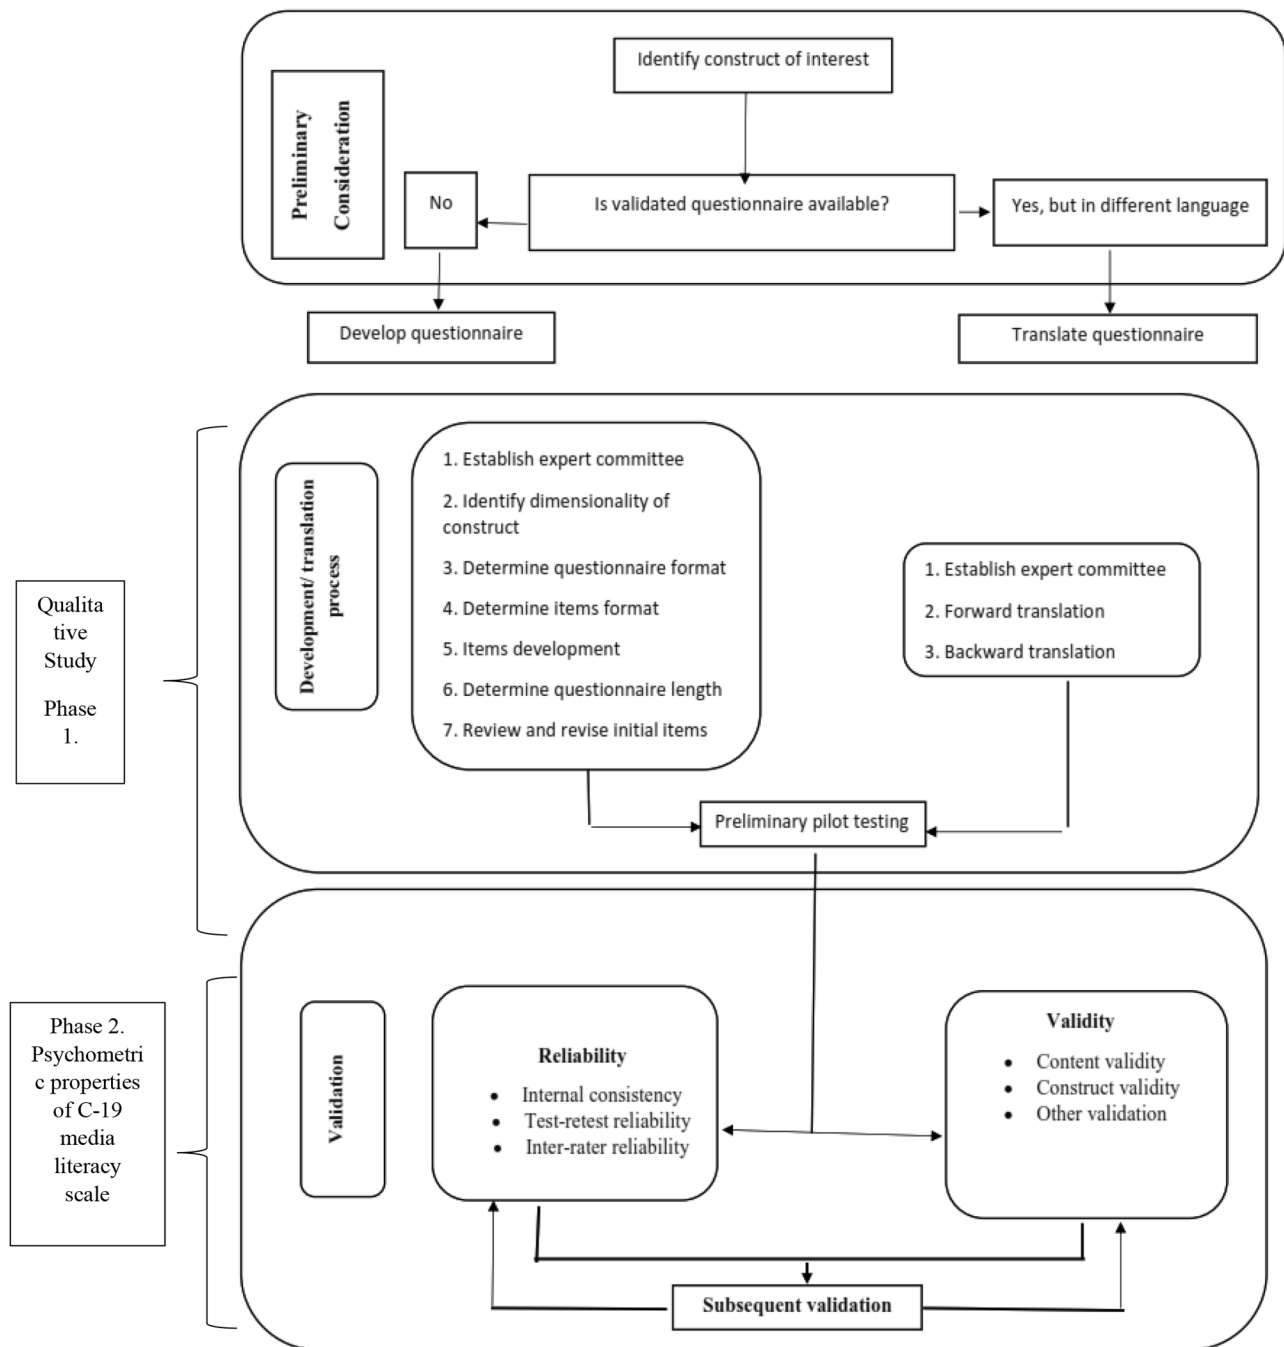 Identify construct of interest
Preliminary
Consideration
No
Is validated questionnaire available?
Yes, but in different language
Develop questionnaire
Translate questionnaire
Qualita
tive
Study
Phase
1.
Development/ translation
process
1. Establish expert committee
2. Identify dimensionality of
construct
3. Determine questionnaire format
4. Determine items format
5. Items development
6. Determine questionnaire length
7. Review and revise initial items
1. Establish expert committee
2. Forward translation
3. Backward translation
Preliminary pilot testing
Phase 2.
Psychometri
c properties
of C-19
media
literacy
scale
Validation
Reliability
• Internal consistency
• Test-retest reliability
• Inter-rater reliability
Validity
• Content validity
• Construct validity
• Other validation
Subsequent validation